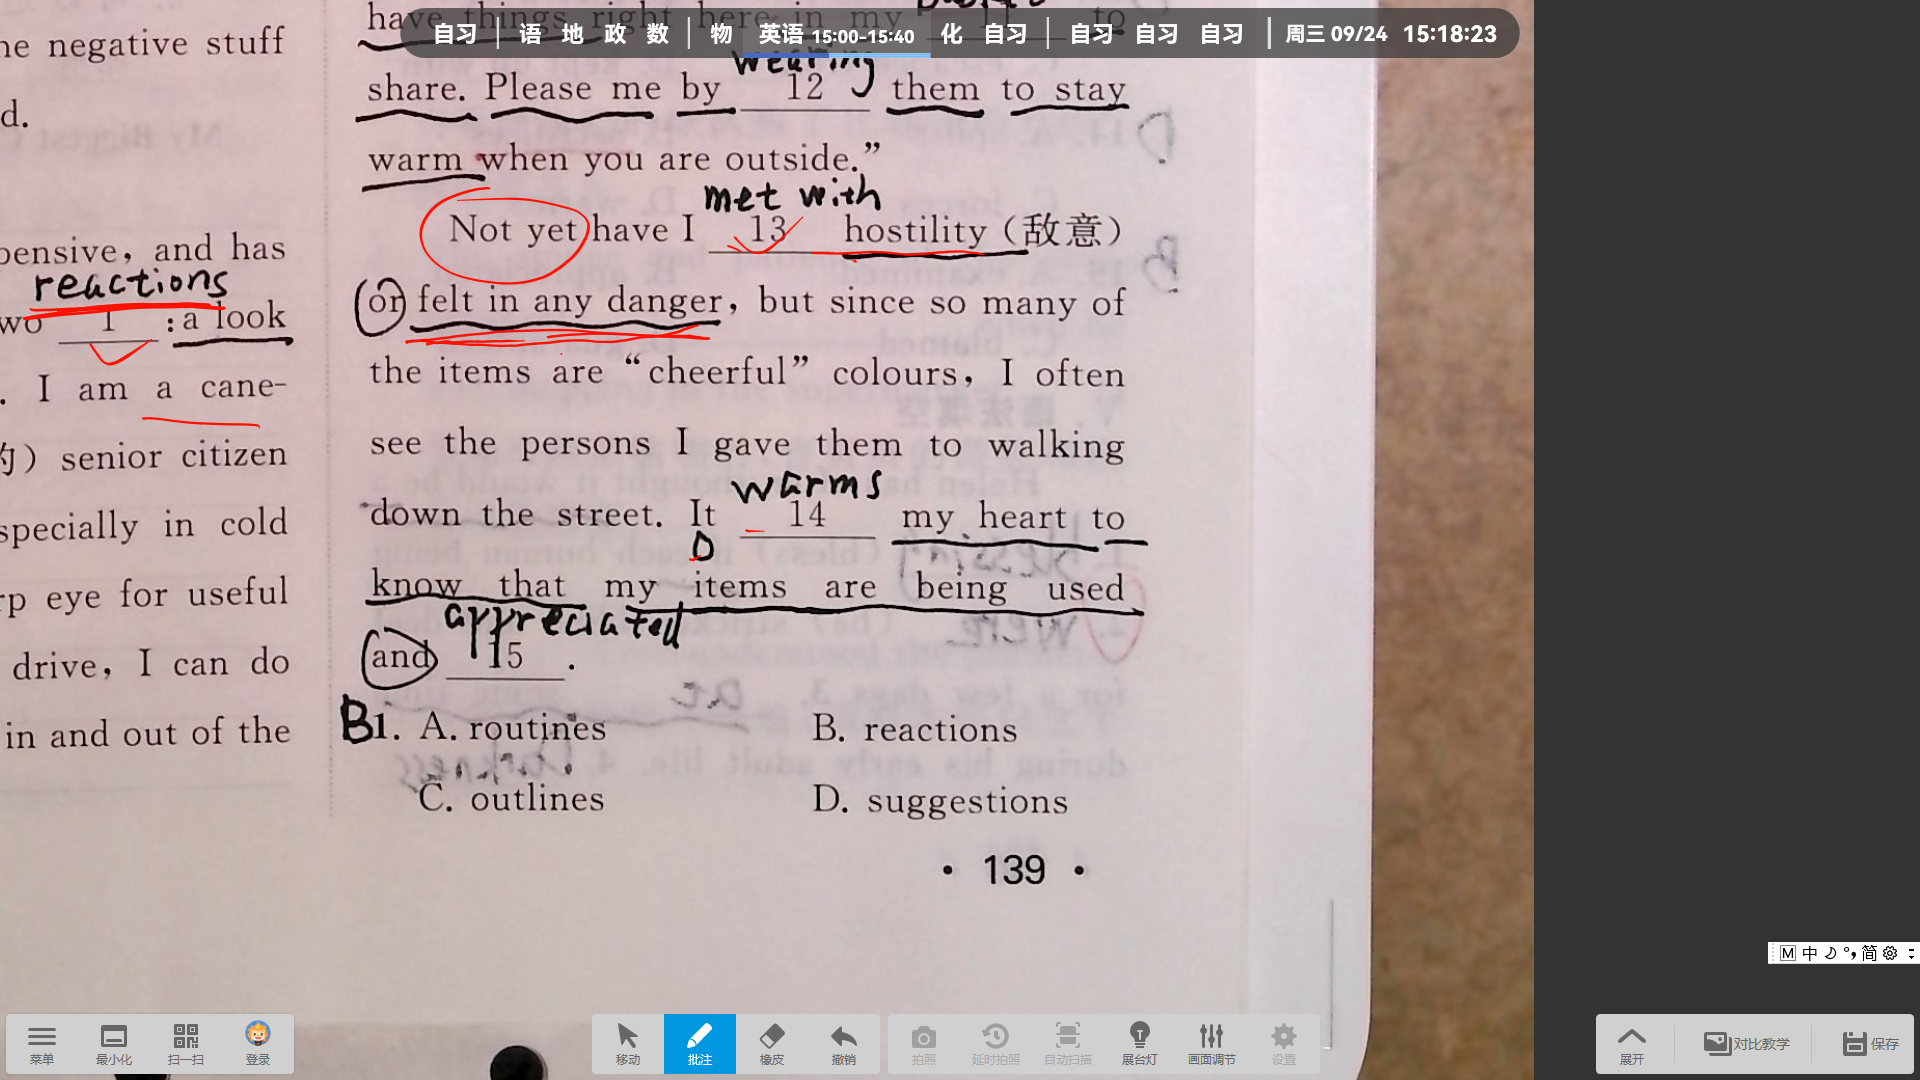 自习 | 语 地 政 数 | 物 英语 15:00-15:40 化 自习 | 自习 自习 自习 | 周三 09/24 15:18:23
ne negative stuff
d.
pensive, and has
reactions
wo 1 : a look
. I am a cane-
的) senior citizen
specially in cold
rp eye for useful
drive, I can do
in and out of the
have things right here in my to
wearing
share. Please me by 12 them to stay
warm when you are outside.”
met with
Not yet have I 13 hostility (敌意)
or felt in any danger, but since so many of
the items are “cheerful” colours, I often
see the persons I gave them to walking
warms
down the street. It 14 my heart to
D
know that my items are being used
appreciated
and 15 .
B 1. A. routines B. reactions
C. outlines D. suggestions
· 139 ·
M 中 简
菜单 最小化 扫一扫 登录
移动 批注 橡皮 撤销
拍照 延时拍照 自动扫描 展台灯 画面调节 设置
展开 对比教学 保存